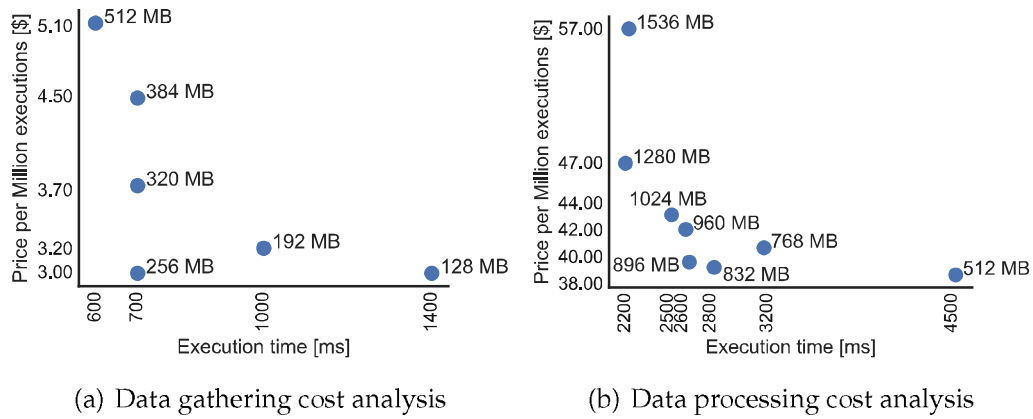 Price per Million executions [$]
5.10
4.50
3.70
3.20
3.00
512 MB
384 MB
320 MB
192 MB
256 MB
128 MB
600
700
1000
1400
Execution time [ms]
(a) Data gathering cost analysis
Price per Million executions [$]
57.00
47.00
44.00
42.00
40.00
38.00
1536 MB
1280 MB
1024 MB
960 MB
768 MB
896 MB
832 MB
512 MB
2200
2500
2600
2800
3200
4500
Execution time [ms]
(b) Data processing cost analysis